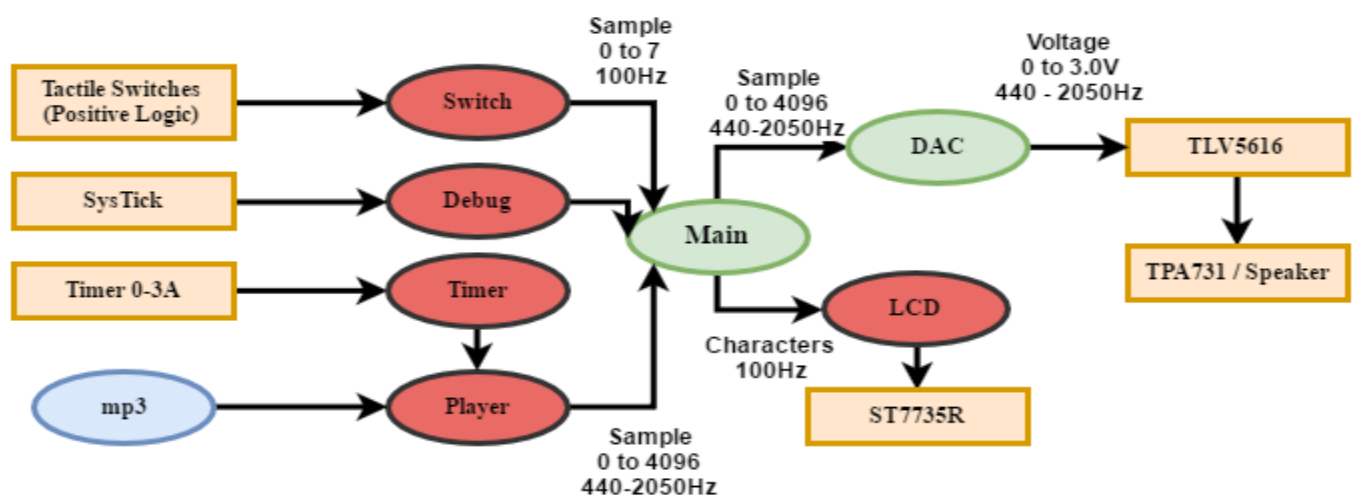 Tactile Switches
(Positive Logic)
Switch
Sample
0 to 7
100Hz
SysTick
Debug
Timer 0-3A
Timer
mp3
Player
Sample
0 to 4096
440-2050Hz
Main
Sample
0 to 4096
440-2050Hz
DAC
Voltage
0 to 3.0V
440 - 2050Hz
TLV5616
TPA731 / Speaker
Characters
100Hz
LCD
ST7735R